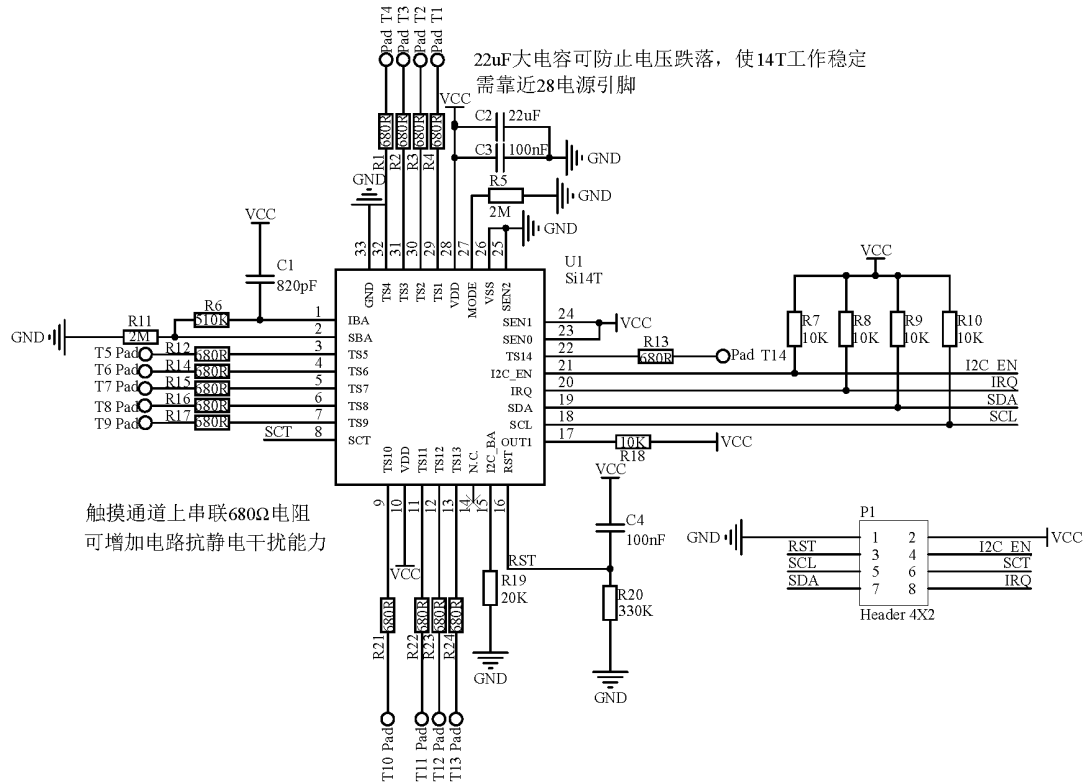 Pad T4
Pad T3
Pad T2
Pad T1
22uF大电容可防止电压跌落，使14T工作稳定
需靠近28电源引脚
VCC
C2
22uF
C3
100nF
GND
680R
680R
680R
680R
R1
R2
R3
R4
GND
R5
2M
GND
GND
33
32
31
30
29
28
27
26
25
U1
Si14T
VCC
C1
820pF
GND
TS4
TS3
TS2
TS1
VDD
MODE
VSS
SEN2
VCC
R6
510K
1
IBA
SEN1
24
VCC
R7
10K
R8
10K
R9
10K
R10
10K
GND
R11
2M
2
SBA
SEN0
23
T5 Pad
R12
680R
3
TS5
TS14
22
R13
680R
Pad T14
T6 Pad
R14
680R
4
TS6
I2C_EN
21
I2C_EN
T7 Pad
R15
680R
5
TS7
IRQ
20
IRQ
T8 Pad
R16
680R
6
TS8
SDA
19
SDA
T9 Pad
R17
680R
7
TS9
SCL
18
SCL
SCT
8
SCT
OUT1
17
10K
R18
VCC
TS10
VDD
TS11
TS12
TS13
N.C.
I2C_BA
RST
9
10
11
12
13
14
15
16
VCC
触摸通道上串联680Ω电阻
可增加电路抗静电干扰能力
C4
100nF
RST
VCC
R19
20K
R20
330K
GND
GND
680R
680R
680R
680R
R21
R22
R23
R24
T10 Pad
T11 Pad
T12 Pad
T13 Pad
P1
GND
1
2
VCC
RST
3
4
I2C_EN
SCL
5
6
SCT
SDA
7
8
IRQ
Header 4X2